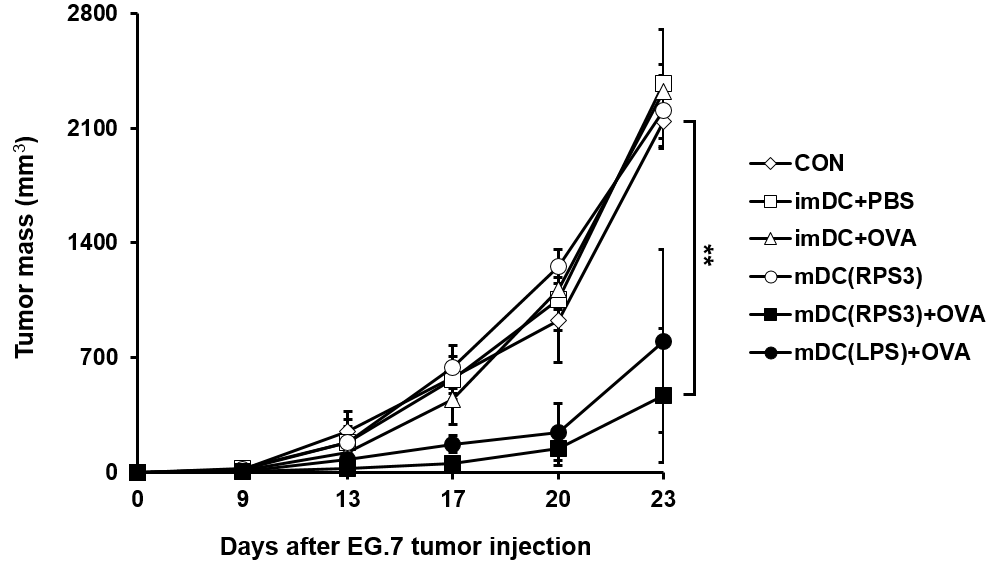 2800
2100
1400
700
0
Tumor mass (mm³)
0 9 13 17 20 23
Days after EG.7 tumor injection
**
CON
imDC+PBS
imDC+OVA
mDC(RPS3)
mDC(RPS3)+OVA
mDC(LPS)+OVA